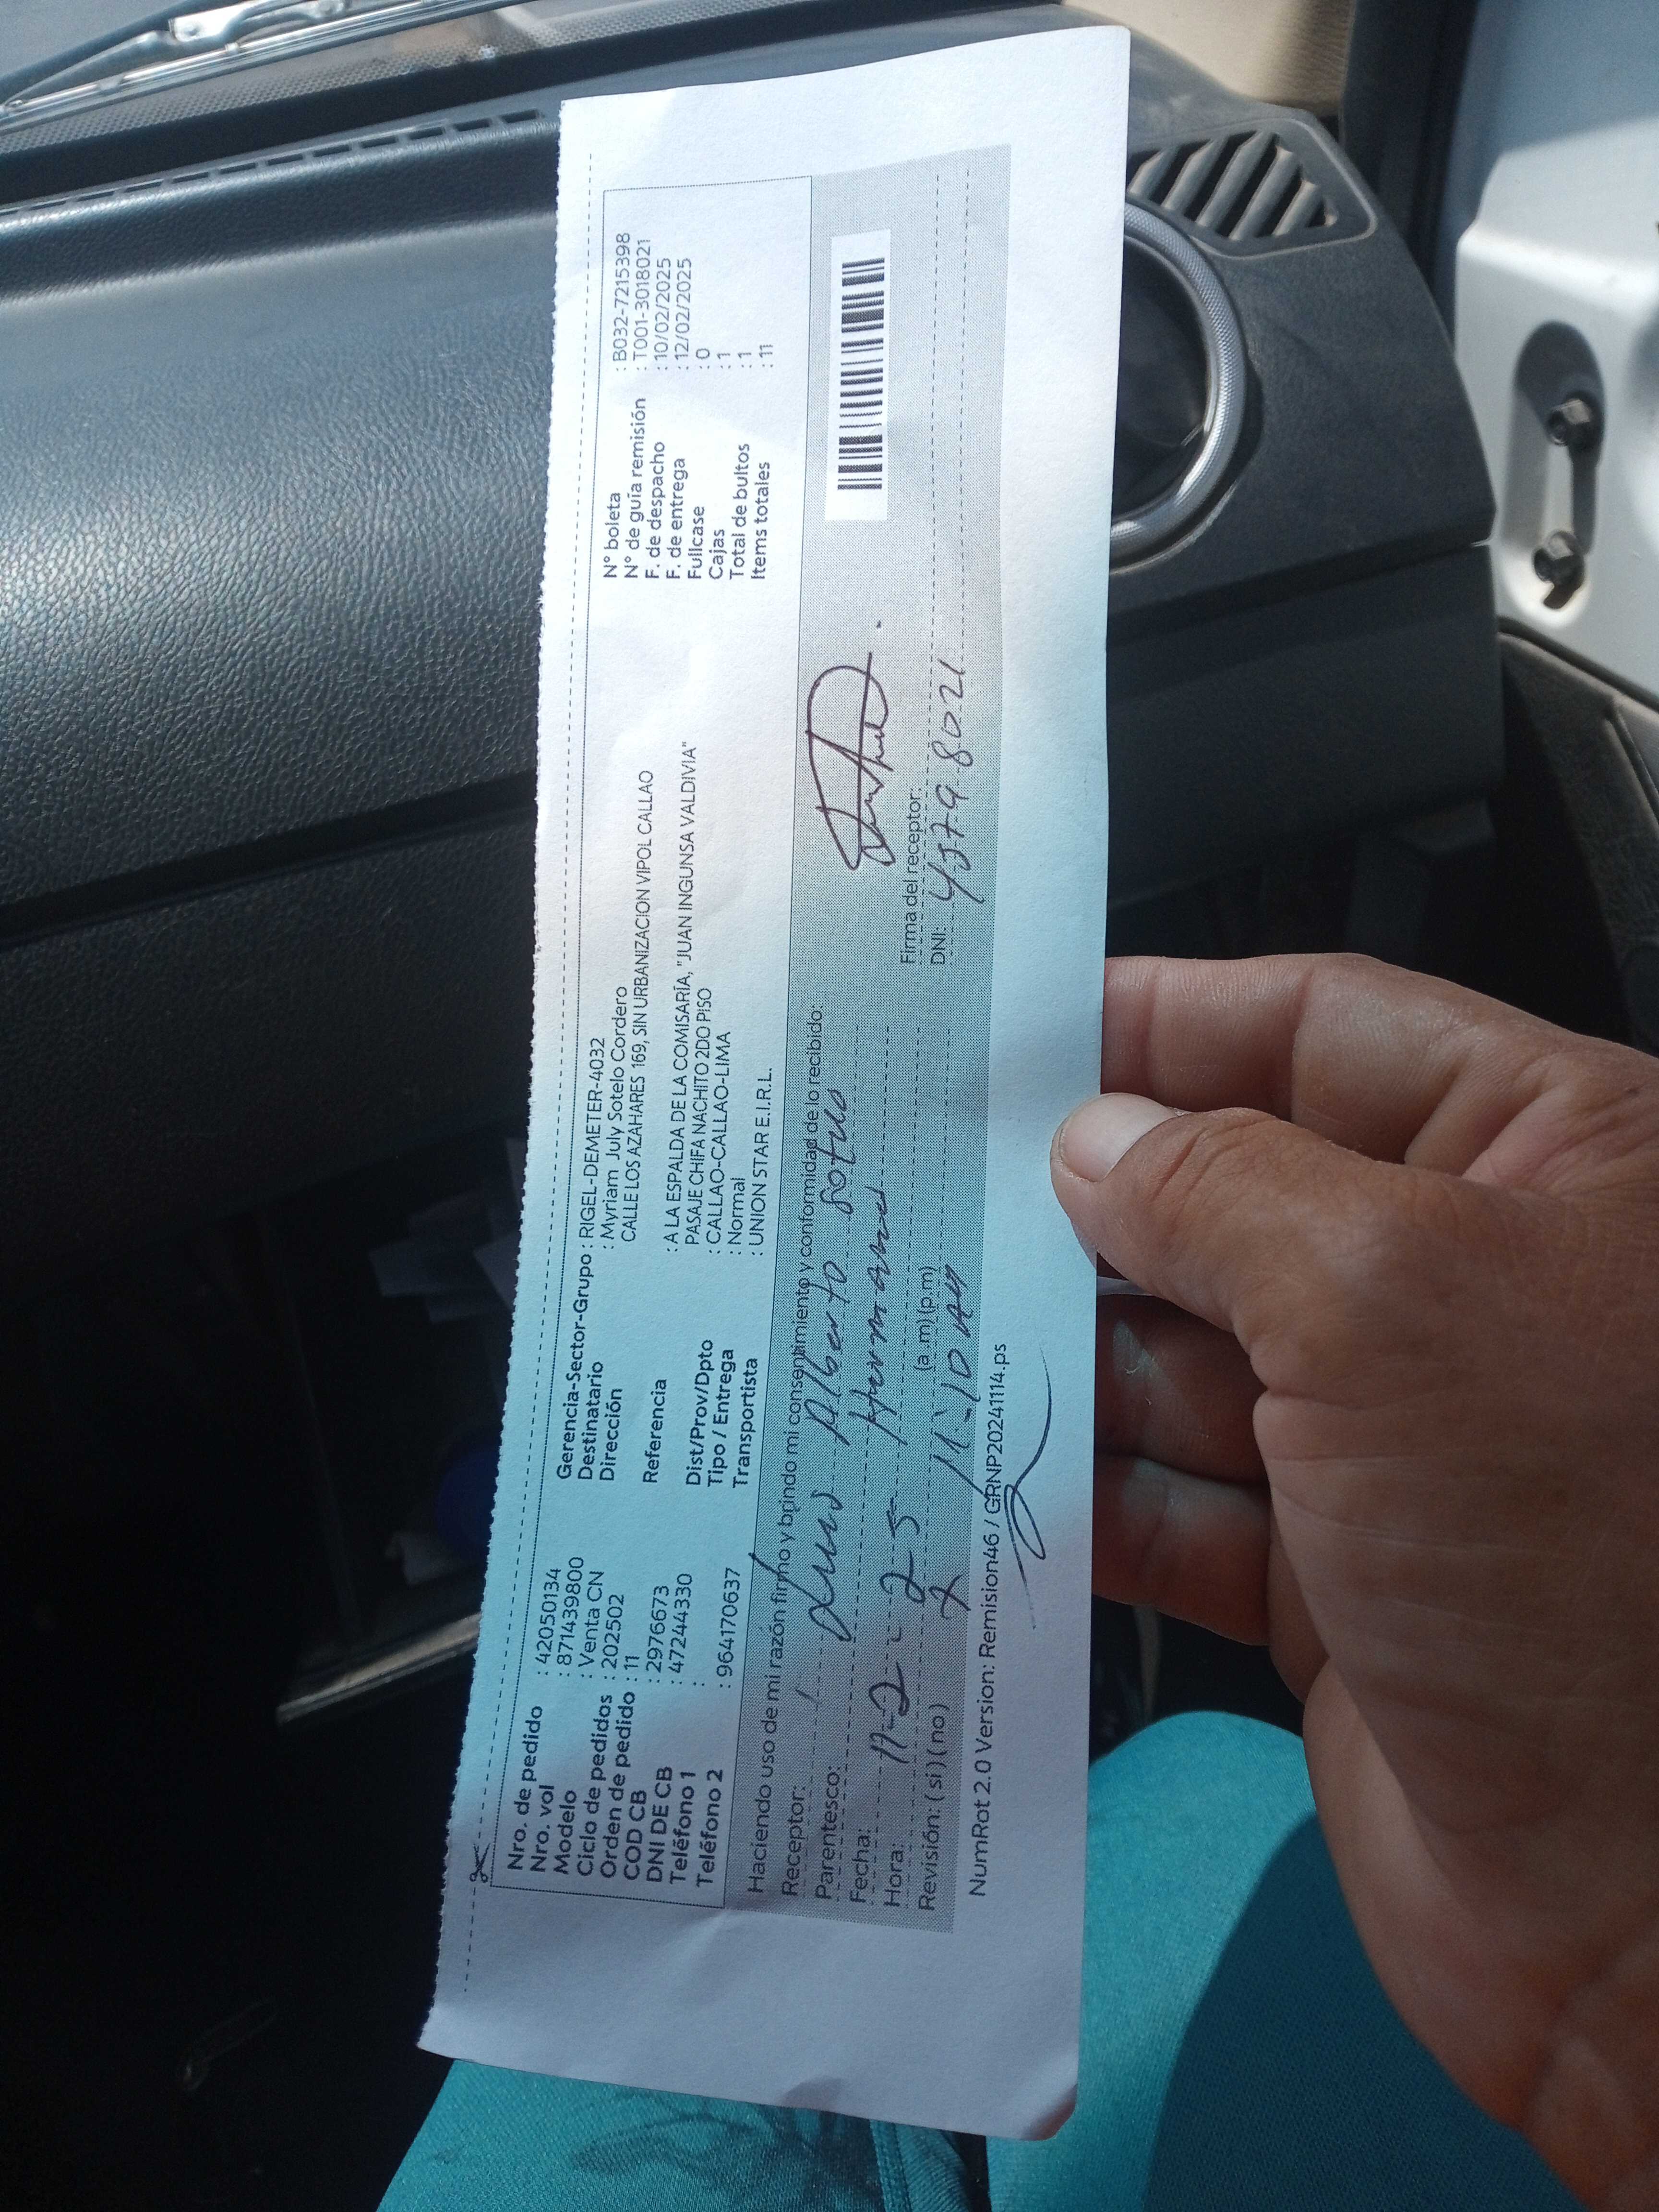 Nro. de pedido : 42050134
Nro. vol : 871439800
Modelo : Venta CN
Ciclo de pedidos : 202502
Orden de pedido : 11
COD CB : 2976673
DNI DE CB : 47244330
Teléfono 1 :
Teléfono 2 : 964170637
Gerencia-Sector-Grupo : RIGEL-DEMETER-4032
Destinatario : Myriam July Sotelo Cordero
Dirección CALLE LOS AZAHARES 169, SIN URBANIZACION VIPOL CALLAO
Referencia : A LA ESPALDA DE LA COMISARÍA, "JUAN INGUNSA VALDIVIA"
PASAJE CHIFA NACHITO 2DO PISO
Dist/Prov/Dpto : CALLAO-CALLAO-LIMA
Tipo / Entrega : Normal
Transportista : UNION STAR E.I.R.L.
N° boleta : B032-7215398
N° de guía remisión : T001-3018021
F. de despacho : 10/02/2025
F. de entrega : 12/02/2025
Fullcase : 0
Cajas : 1
Total de bultos : 1
Items totales : 11
Haciendo uso de mi razón firmo y brindo mi consentimiento y conformidad de lo recibido:
Receptor: Luis Alberto
Parentesco: Hermano
Fecha: 11-2-25
Hora: 11:10 AM (a.m) (p.m)
Revisión: (si) (no)
Firma del receptor:
DNI:
NumRot 2.0 Version: Remision46 / GRNP20241114.ps